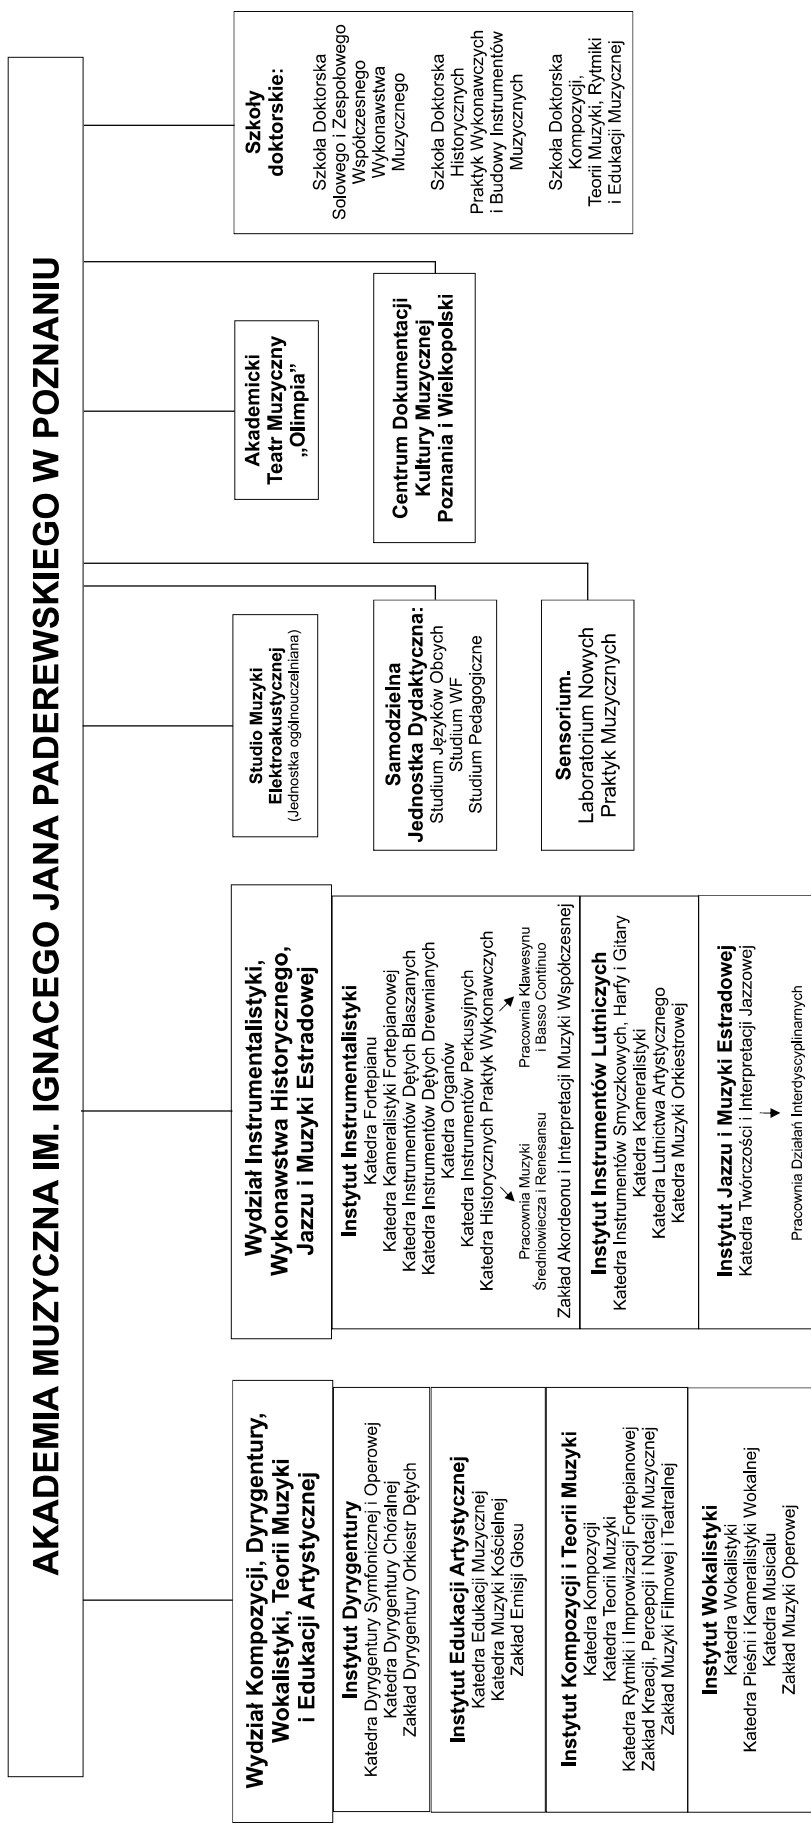 AKADEMIA MUZYCZNA IM. IGNACEGO JANA PADEREWSKIEGO W POZNANIU
Wydział Kompozycji, Dyrygentury,
Wokalistyki, Teorii Muzyki
i Edukacji Artystycznej
Instytut Dyrygentury
Katedra Dyrygentury Symfonicznej i Operowej
Katedra Dyrygentury Chóralnej
Zakład Dyrygentury Orkiestr Dętych
Instytut Edukacji Artystycznej
Katedra Edukacji Muzycznej
Katedra Muzyki Kościelnej
Zakład Emisji Głosu
Instytut Kompozycji i Teorii Muzyki
Katedra Kompozycji
Katedra Teorii Muzyki
Katedra Rytmiki i Improwizacji Fortepianowej
Zakład Kreacji, Percepcji i Notacji Muzycznej
Zakład Muzyki Filmowej i Teatralnej
Instytut Wokalistyki
Katedra Wokalistyki
Katedra Pieśni i Kameralistyki Wokalnej
Katedra Musicalu
Zakład Muzyki Operowej
Wydział Instrumentalistyki,
Wykonawstwa Historycznego,
Jazzu i Muzyki Estradowej
Instytut Instrumentalistyki
Katedra Fortepianu
Katedra Kameralistyki Fortepianowej
Katedra Instrumentów Dętych Blaszanych
Katedra Instrumentów Dętych Drewnianych
Katedra Organów
Katedra Instrumentów Perkusyjnych
Katedra Historycznych Praktyk Wykonawczych
Pracownia Muzyki
Średniowiecza i Renesansu
Pracownia Klawesynu
i Basso Continuo
Zakład Akordeonu i Interpretacji Muzyki Współczesnej
Instytut Instrumentów Lutniczych
Katedra Instrumentów Smyczkowych, Harfy i Gitary
Katedra Kameralistyki
Katedra Lutnictwa Artystycznego
Katedra Muzyki Orkiestrowej
Instytut Jazzu i Muzyki Estradowej
Katedra Twórczości i Interpretacji Jazzowej
Pracownia Działań Interdyscyplinarnych
Studio Muzyki
Elektroakustycznej
(Jednostka ogólnouczelniana)
Samodzielna
Jednostka Dydaktyczna:
Studium Języków Obcych
Studium WF
Studium Pedagogiczne
Sensorium.
Laboratorium Nowych
Praktyk Muzycznych
Akademicki
Teatr Muzyczny
„Olimpia”
Centrum Dokumentacji
Kultury Muzycznej
Poznania i Wielkopolski
Szkoły
doktorskie:
Szkoła Doktorska
Solowego i Zespołowego
Współczesnego
Wykonawstwa
Muzycznego
Szkoła Doktorska
Historycznych
Praktyk Wykonawczych
i Budowy Instrumentów
Muzycznych
Szkoła Doktorska
Kompozycji,
Teorii Muzyki, Rytmiki
i Edukacji Muzycznej